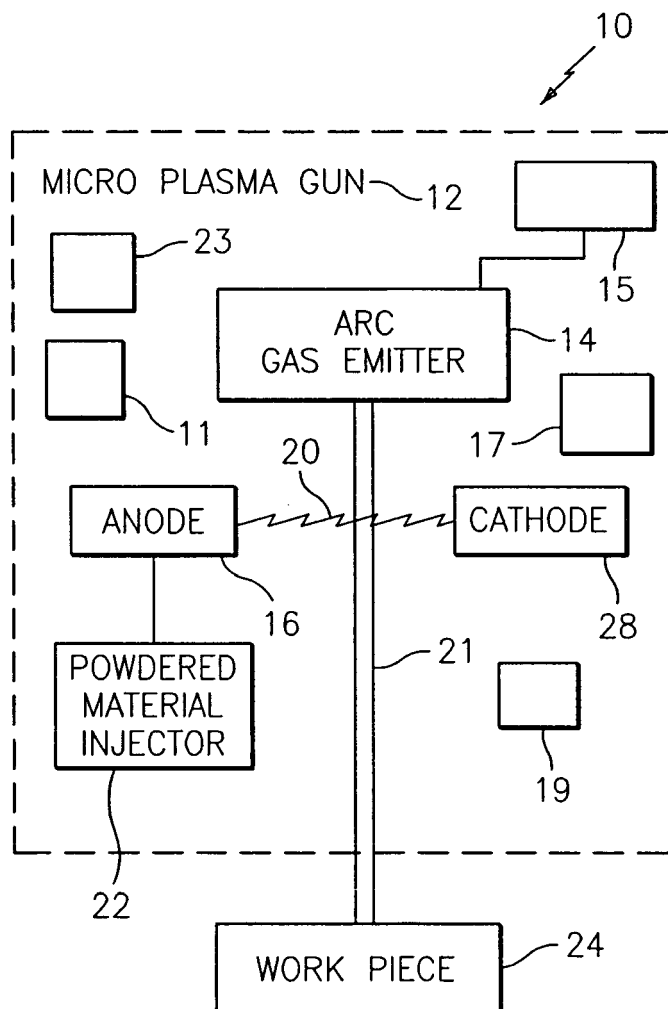 10
MICRO PLASMA GUN 12
23
15
ARC
GAS EMITTER
14
11
17
20
ANODE
CATHODE
16
28
21
POWDERED
MATERIAL
INJECTOR
19
22
24
WORK PIECE